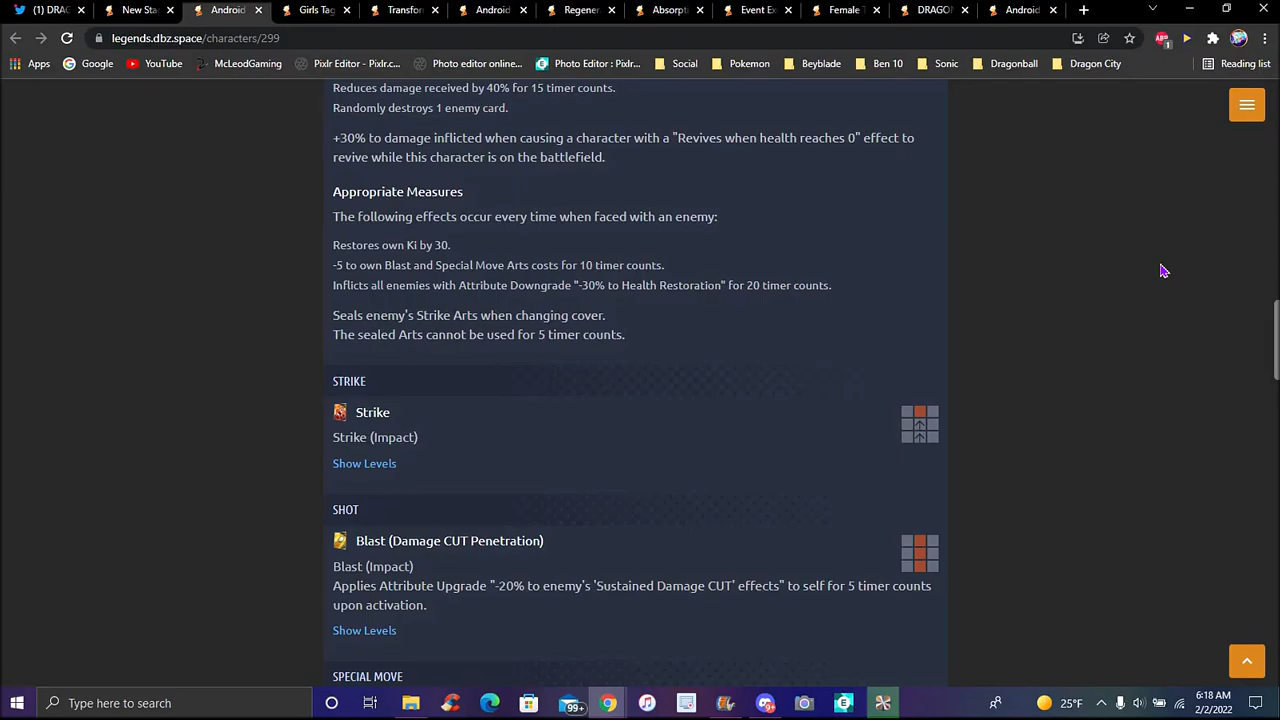 (1) DRAC
New Stac
Android
Girls Tag
Transfor
Android
Regener
Absorpt
Event Ex
Female T
DRAGO
Android
legends.dbz.space/characters/299
Apps
Google
YouTube
McLeodGaming
Pixlr Editor - Pixlr.c...
Photo editor online...
Photo Editor : Pixlr...
Social
Pokemon
Beyblade
Ben 10
Sonic
Dragonball
Dragon City
Reading list
Reduces damage received by 40% for 15 timer counts.
Randomly destroys 1 enemy card.
+30% to damage inflicted when causing a character with a "Revives when health reaches 0" effect to
revive while this character is on the battlefield.
Appropriate Measures
The following effects occur every time when faced with an enemy:
Restores own Ki by 30.
-5 to own Blast and Special Move Arts costs for 10 timer counts.
Inflicts all enemies with Attribute Downgrade "-30% to Health Restoration" for 20 timer counts.
Seals enemy's Strike Arts when changing cover.
The sealed Arts cannot be used for 5 timer counts.
STRIKE
Strike
Strike (Impact)
Show Levels
SHOT
Blast (Damage CUT Penetration)
Blast (Impact)
Applies Attribute Upgrade "-20% to enemy's 'Sustained Damage CUT' effects" to self for 5 timer counts
upon activation.
Show Levels
SPECIAL MOVE
Type here to search
99+
25°F
6:18 AM
2/2/2022